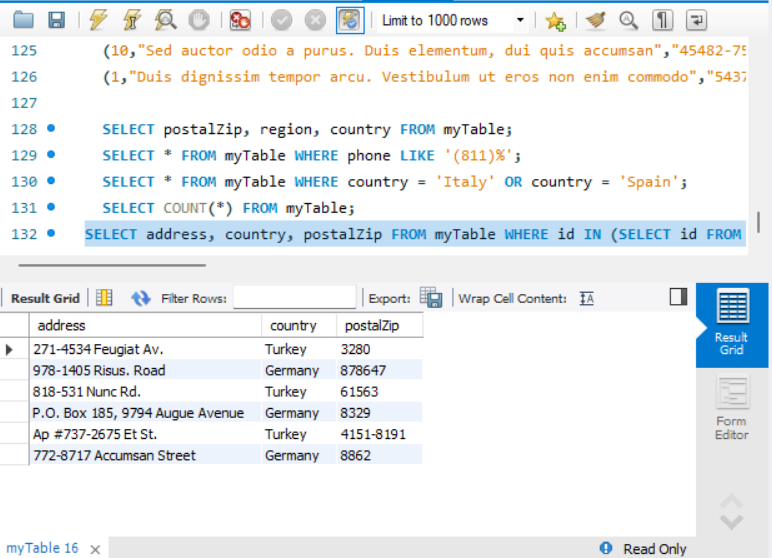 Limit to 1000 rows
125 (10,"Sed auctor odio a purus. Duis elementum, dui quis accumsan","45482-75
126 (1,"Duis dignissim tempor arcu. Vestibulum ut eros non enim commodo","5437
127
128 SELECT postalZip, region, country FROM myTable;
129 SELECT * FROM myTable WHERE phone LIKE '(811)%';
130 SELECT * FROM myTable WHERE country = 'Italy' OR country = 'Spain';
131 SELECT COUNT(*) FROM myTable;
132 SELECT address, country, postalZip FROM myTable WHERE id IN (SELECT id FROM
Result Grid Filter Rows: Export: Wrap Cell Content: IA
address country postalZip
271-4534 Feugiat Av. Turkey 3280
978-1405 Risus. Road Germany 878647
818-531 Nunc Rd. Turkey 61563
P.O. Box 185, 9794 Augue Avenue Germany 8329
Ap #737-2675 Et St. Turkey 4151-8191
772-8717 Accumsan Street Germany 8862
Result
Grid
Form
Editor
myTable 16 Read Only